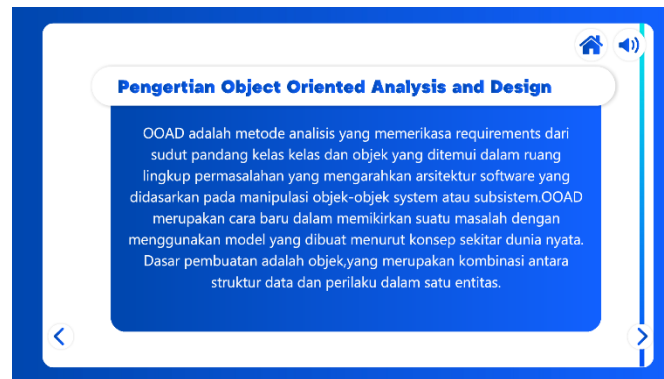 Pengertian Object Oriented Analysis and Design
OOAD adalah metode analisis yang memerikasa requirements dari
sudut pandang kelas kelas dan objek yang ditemui dalam ruang
lingkup permasalahan yang mengarahkan arsitektur software yang
didasarkan pada manipulasi objek-objek system atau subsistem.OOAD
merupakan cara baru dalam memikirkan suatu masalah dengan
menggunakan model yang dibuat menurut konsep sekitar dunia nyata.
Dasar pembuatan adalah objek,yang merupakan kombinasi antara
struktur data dan perilaku dalam satu entitas.